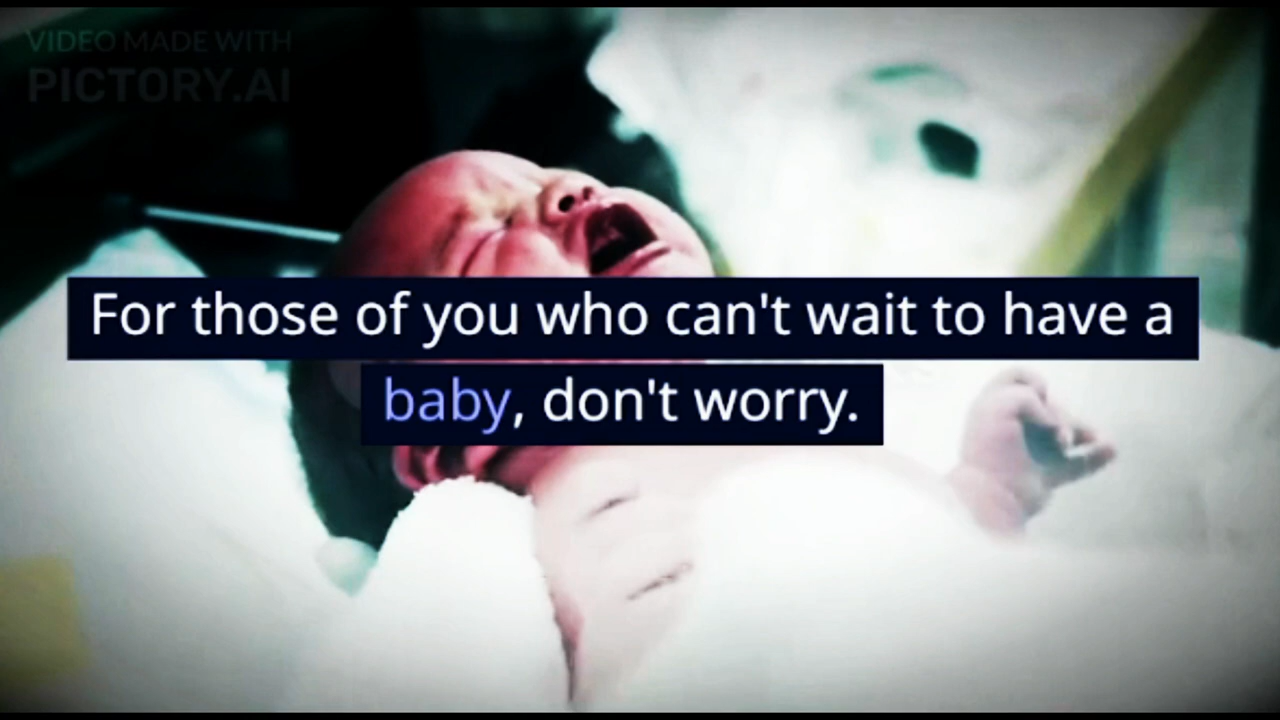 VIDEO MADE WITH
PICTORY.AI
For those of you who can't wait to have a
baby, don't worry.